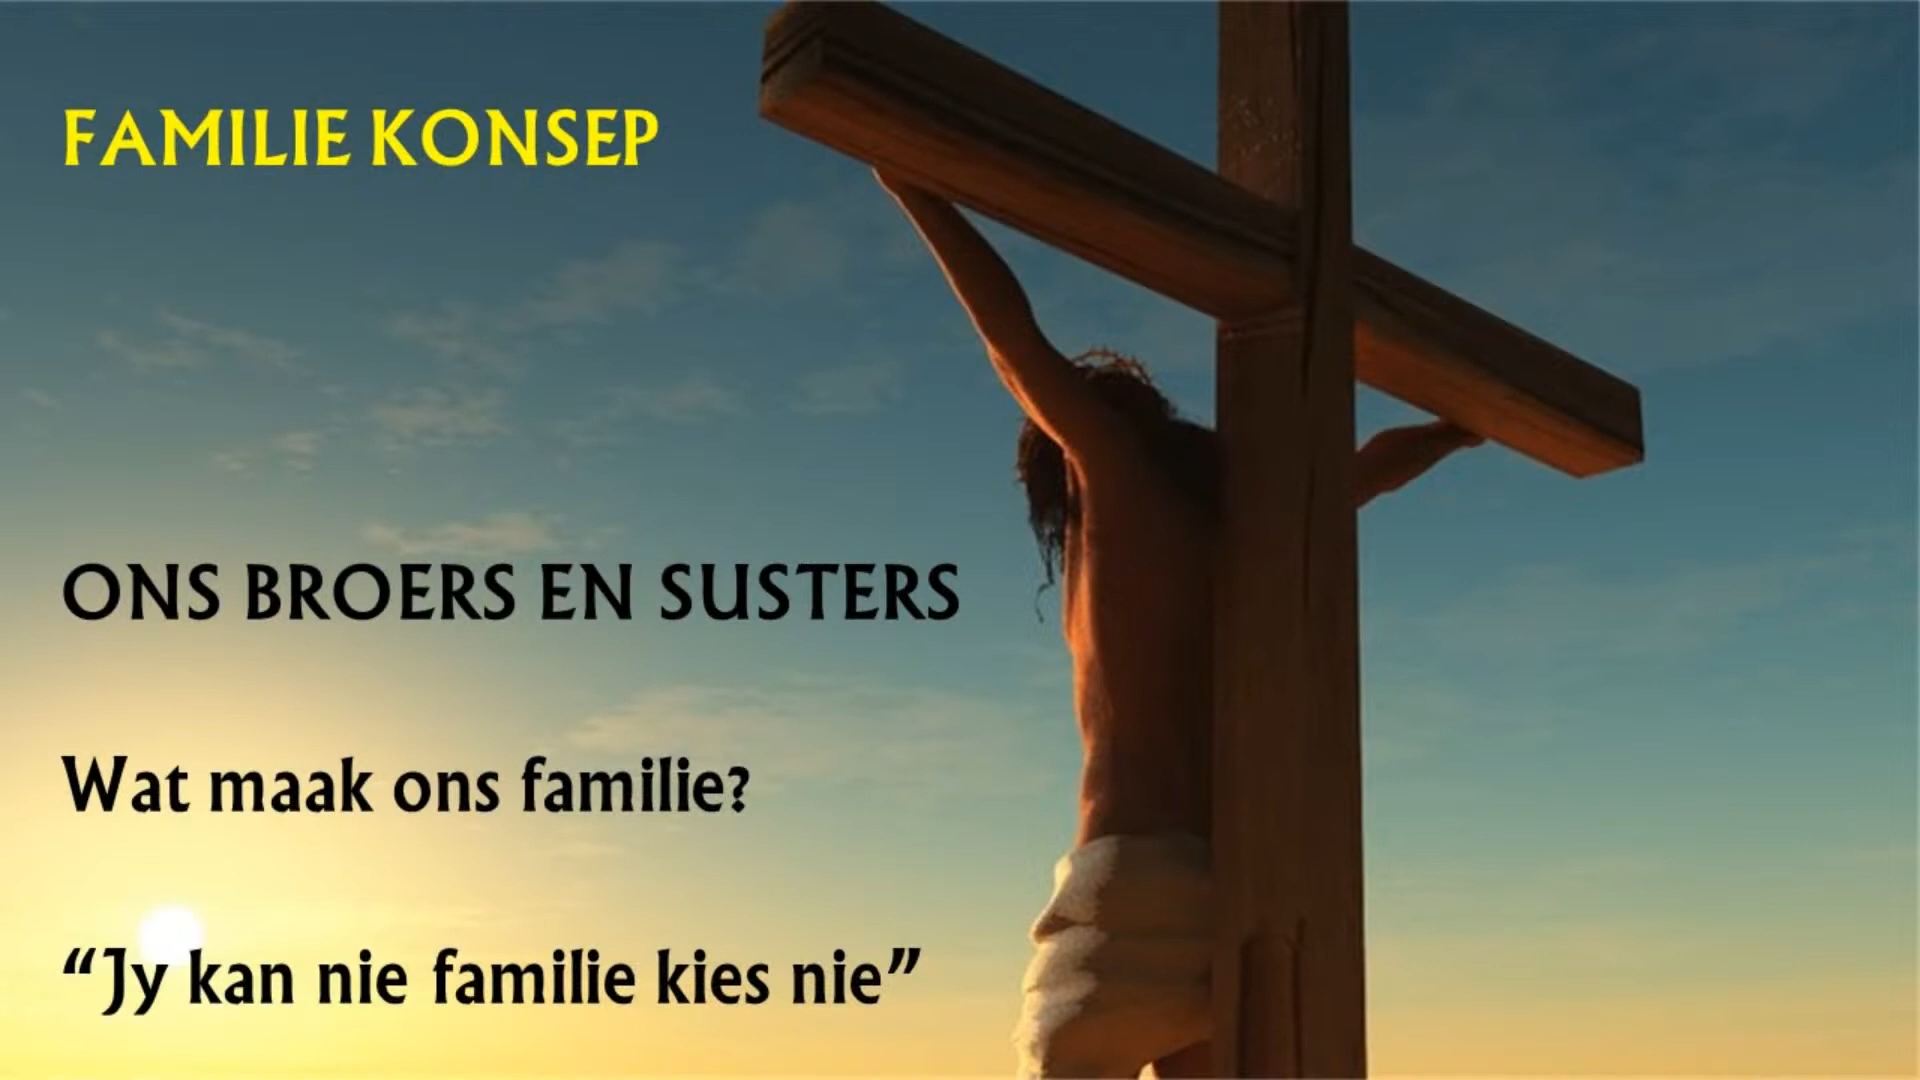 FAMILIE KONSEP
ONS BROERS EN SUSTERS
Wat maak ons familie?
“Jy kan nie familie kies nie”